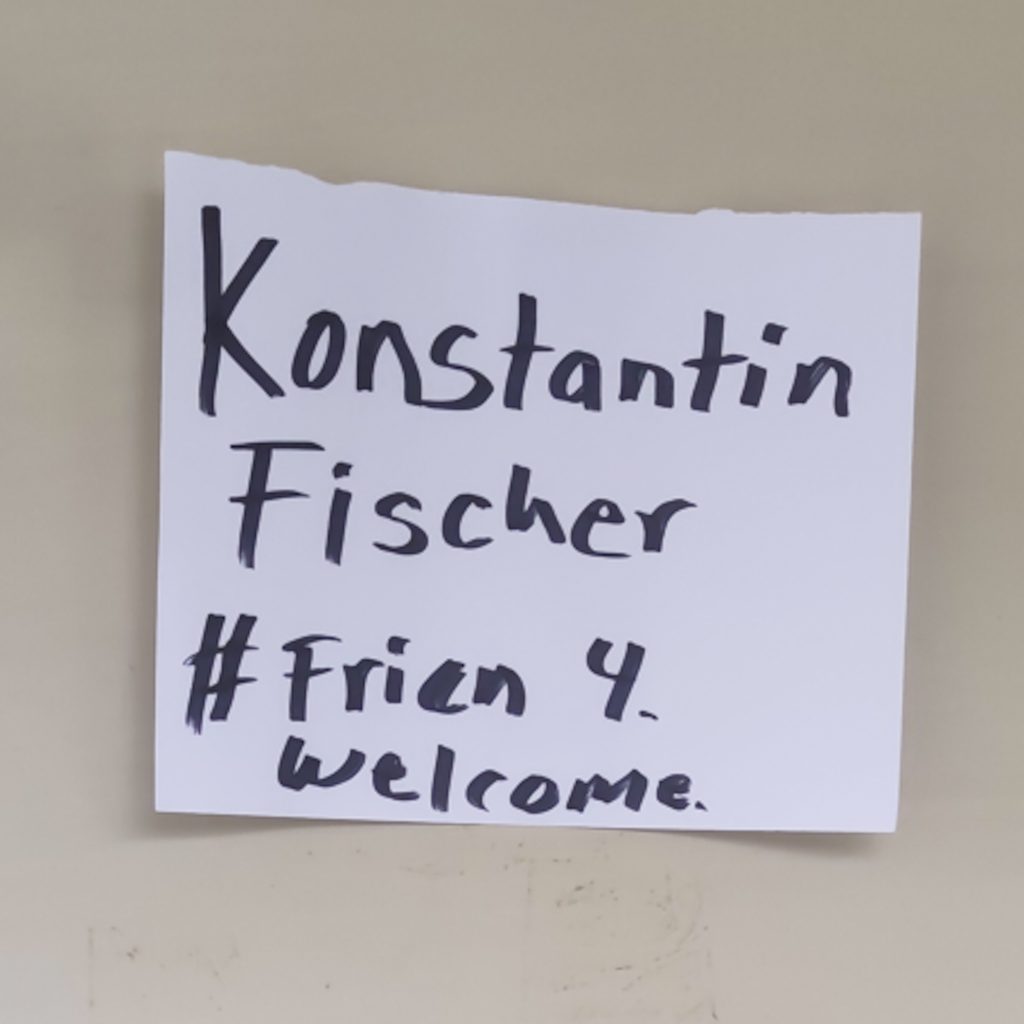 Konstantin
Fischer
# Frien 4.
welcome.